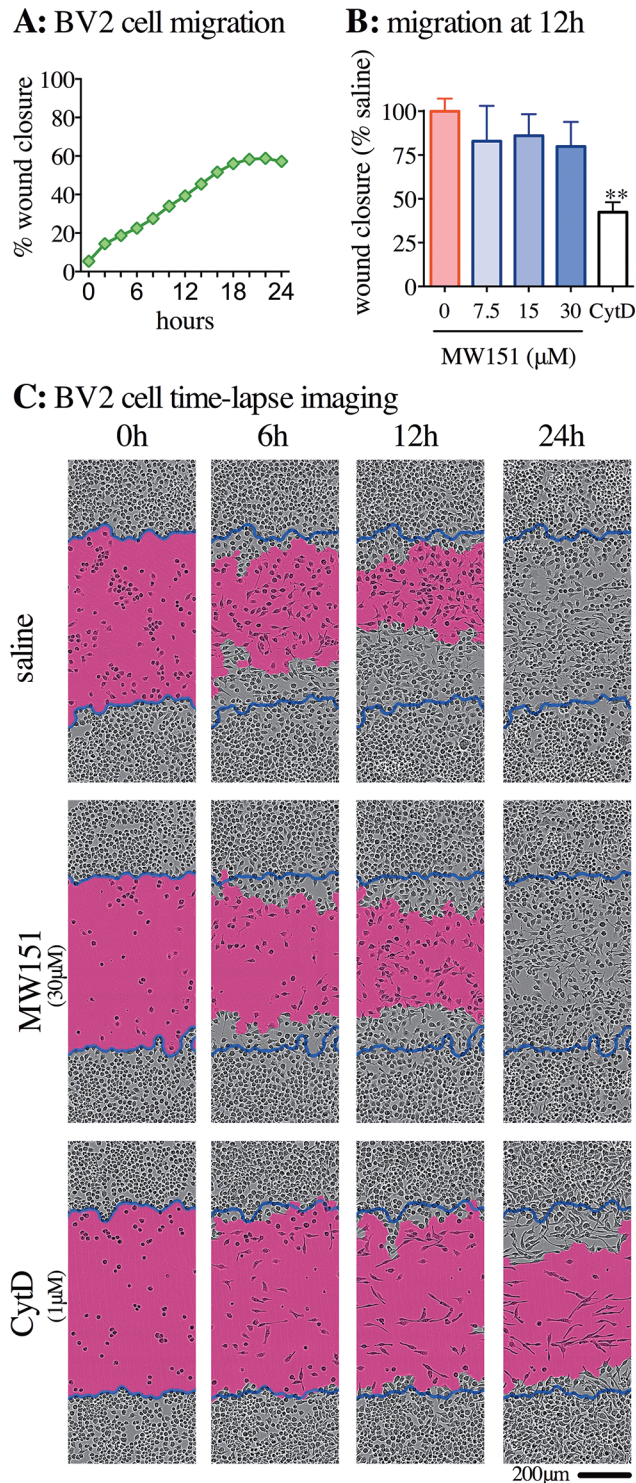 A: BV2 cell migration
% wound closure
100
80
60
40
20
0
0 6 12 18 24
hours
B: migration at 12h
wound closure (% saline)
100
75
50
25
0
**
0 7.5 15 30 CytD
MW151 (μM)
C: BV2 cell time-lapse imaging
0h 6h 12h 24h
saline
MW151
(30μM)
CytD
(1μM)
200μm